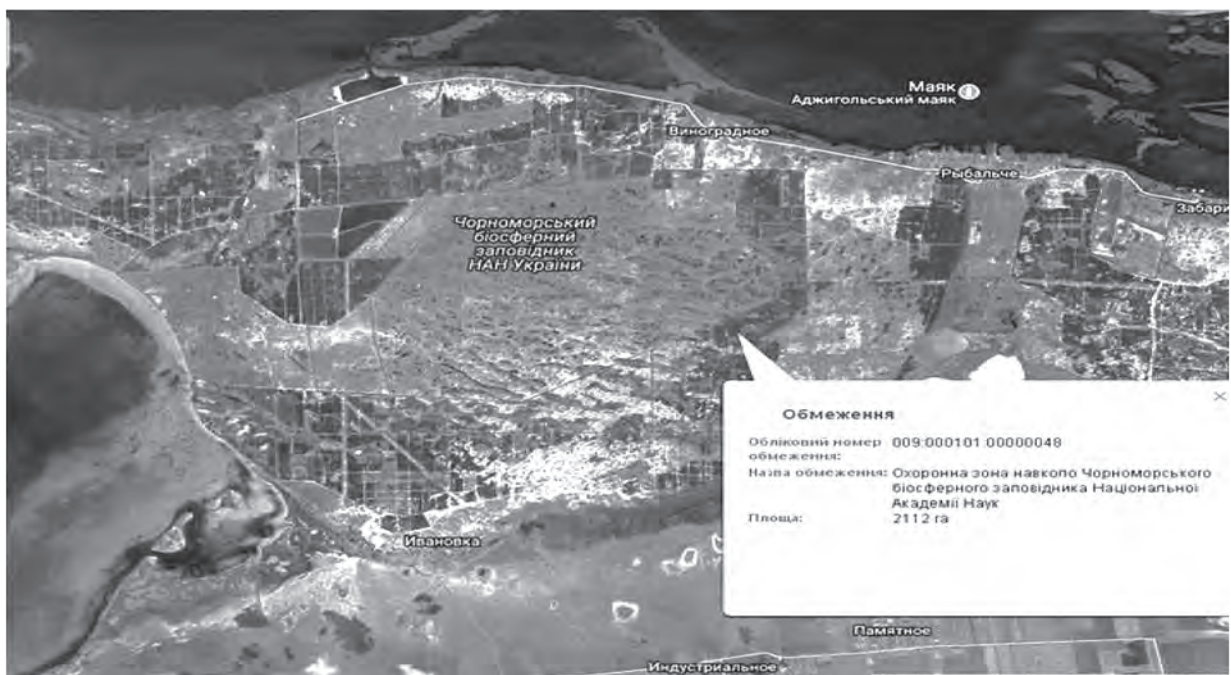 Маяк
Аджигольський маяк
Виноградное
Рыбальче
Забари
Чорноморський
біосферний
заповідник
НАН України
Обмеження
Обліковий номер 009:000101 00000048
обмеження:
Назва обмеження: Охоронна зона навколо Чорноморського
біосферного заповідника Національної
Академії Наук
Площа: 2112 га
Ивановка
Памятное
Индустриальное